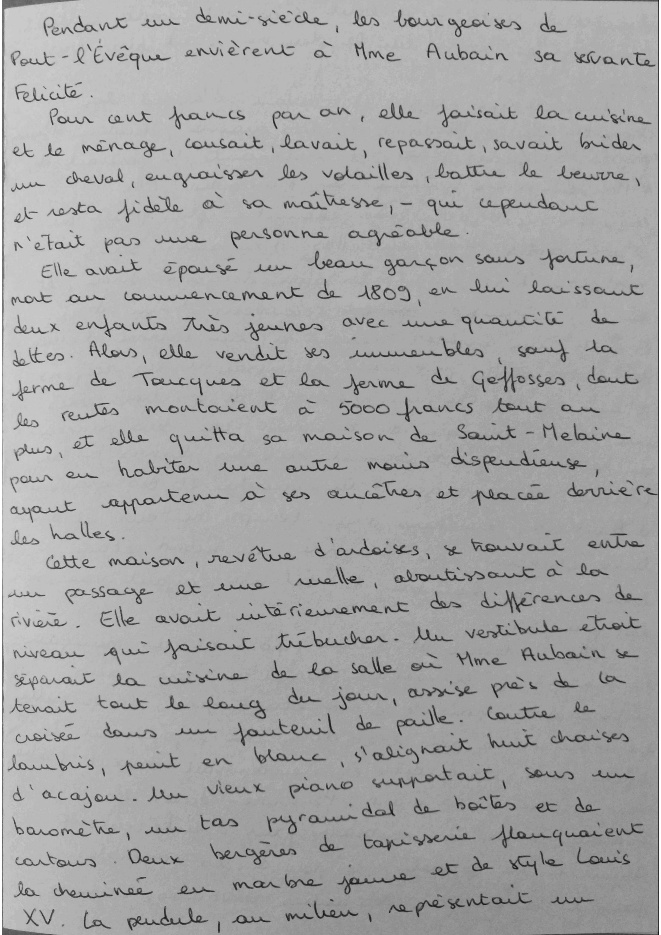 Pendant un demi-siècle, les bourgeoises de
Pont-l'Évêque envièrent à Mme Aubain sa servante
Felicité.
Pour cent francs par an, elle faisait la cuisine
et le ménage, cousait, lavait, repassait, savait brider
un cheval, engraisser les volailles, battre le beurre,
et resta fidèle à sa maîtresse, - qui cependant
n'était pas une personne agréable.
Elle avait épousé un beau garçon sans fortune,
mort au commencement de 1809, en lui laissant
deux enfants très jeunes avec une quantité de
dettes. Alors, elle vendit ses immeubles, sauf la
ferme de Toucques et la ferme de Geffosses, dont
les rentes montaient à 5000 francs tout au
plus, et elle quitta sa maison de Saint-Melaine
pour en habiter une autre moins dispendieuse,
ayant appartenu à ses ancêtres et placée derrière
les halles.
Cette maison, revêtue d'ardoises, se trouvait entre
un passage et une ruelle, aboutissant à la
rivière. Elle avait intérieurement des différences de
niveau qui faisait trébucher. Un vestibule etroit
séparait la cuisine de la salle où Mme Aubain se
tenait tout le long du jour, assise près de la
croisée dans un fauteuil de paille. Contre le
lambris, peint en blanc, s'alignait huit chaises
d'acajou. Un vieux piano supportait, sous un
baromètre, un tas pyramidal de boîtes et de
cartons. Deux bergères de tapisserie flanquaient
la cheminée en marbre jaune et de style Louis
XV. La pendule, au milieu, représentait un